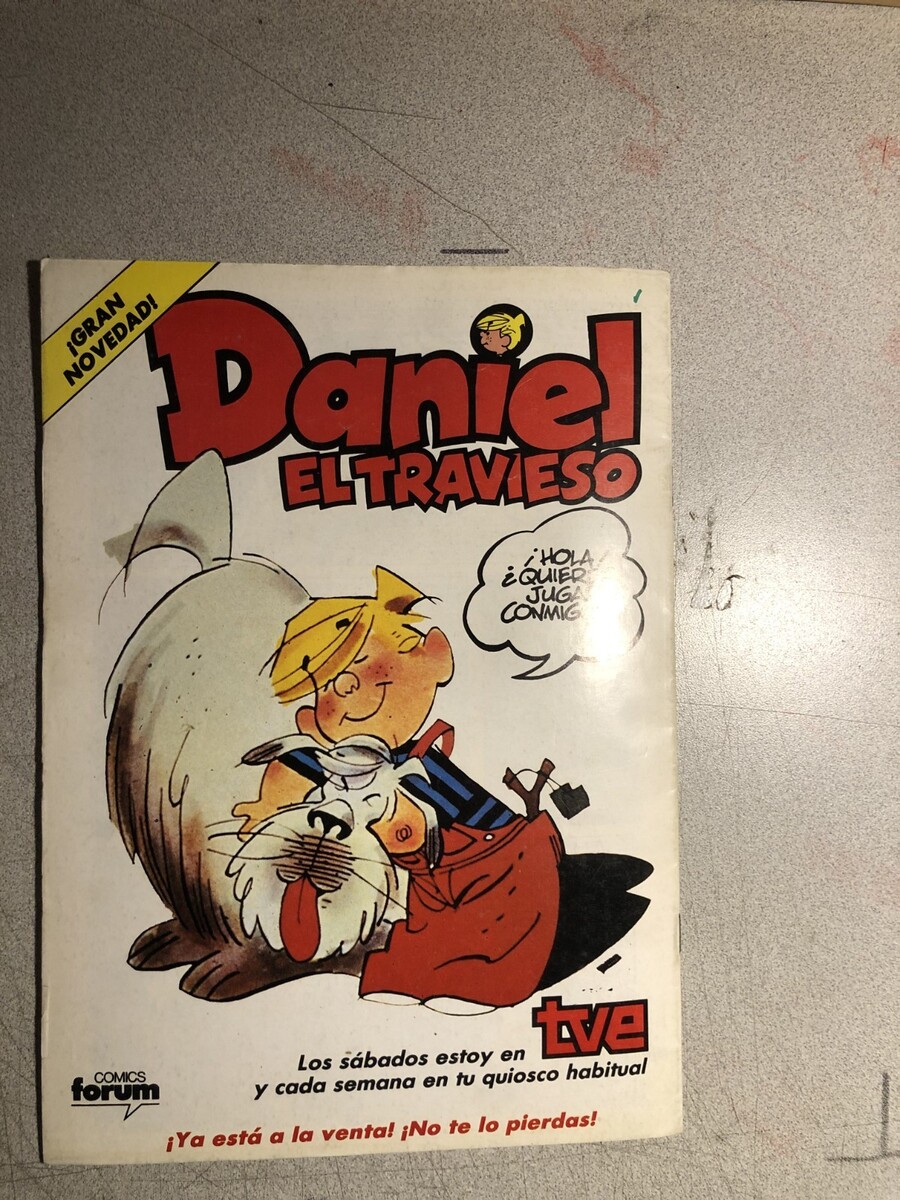 ¡GRAN
NOVEDAD!
Daniel
EL TRAVIESO
¡HOLA!
CONMIG
tve
Los sábados estoy en
y cada semana en tu quiosco habitual
COMICS
forum
¡Ya está a la venta! ¡No te lo pierdas!